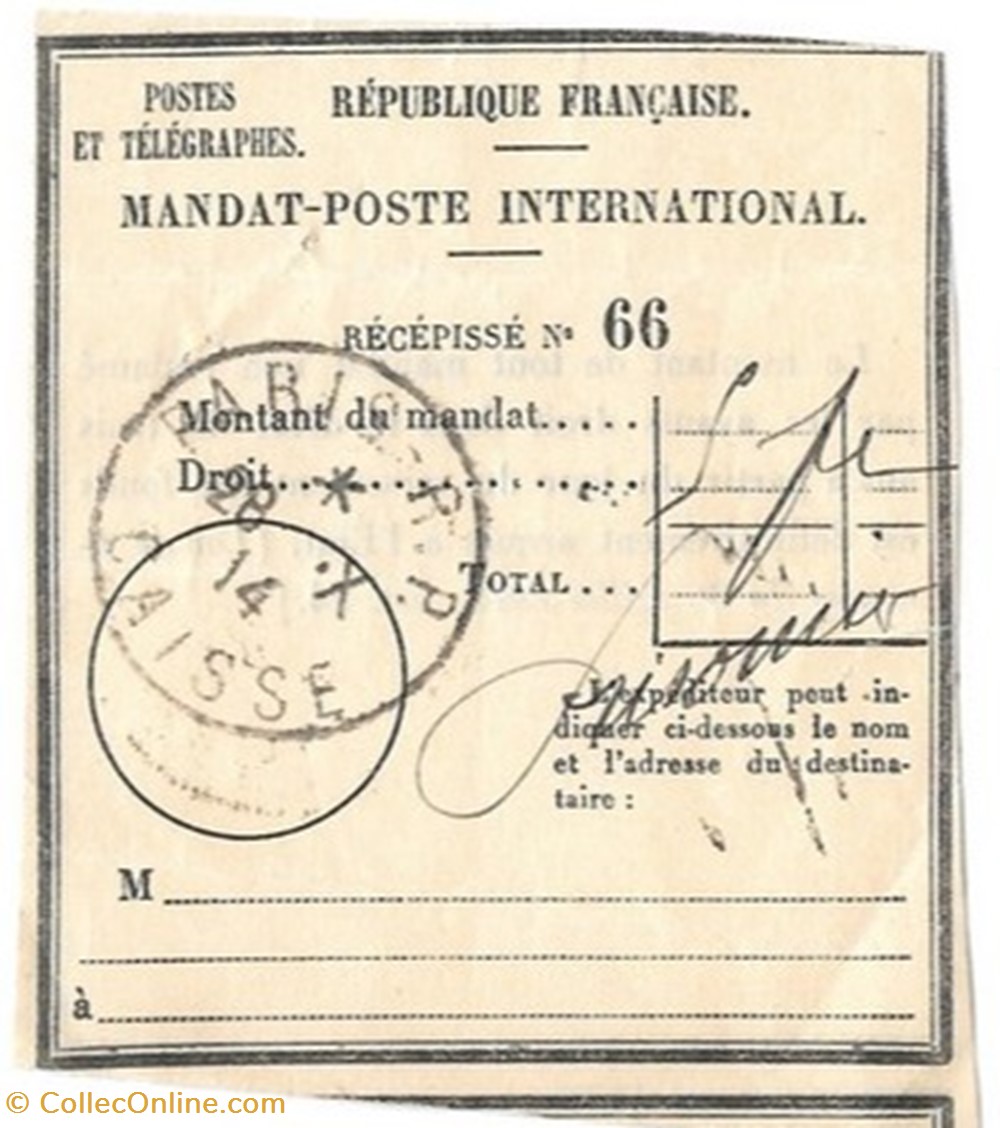 POSTES
ET TÉLÉGRAPHES.
RÉPUBLIQUE FRANÇAISE.
MANDAT-POSTE INTERNATIONAL.
RÉCÉPISSÉ No 66
Montant du mandat.....
Droit
TOTAL...
PARIS R.P
28
14
CAISSE
L'expéditeur peut in-
diquer ci-dessous le nom
et l'adresse du destina-
taire :
M
à
© CollecOnline.com